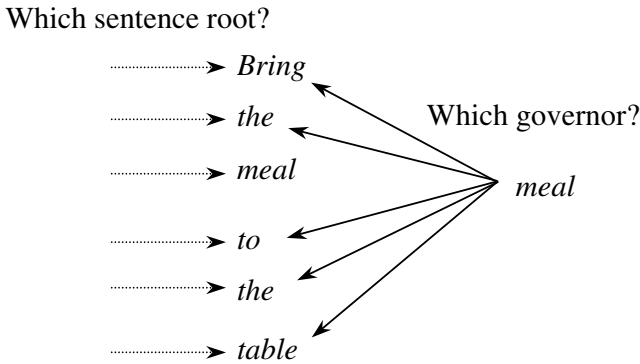 Which sentence root?
Bring
the
Which governor?
meal
meal
to
the
table